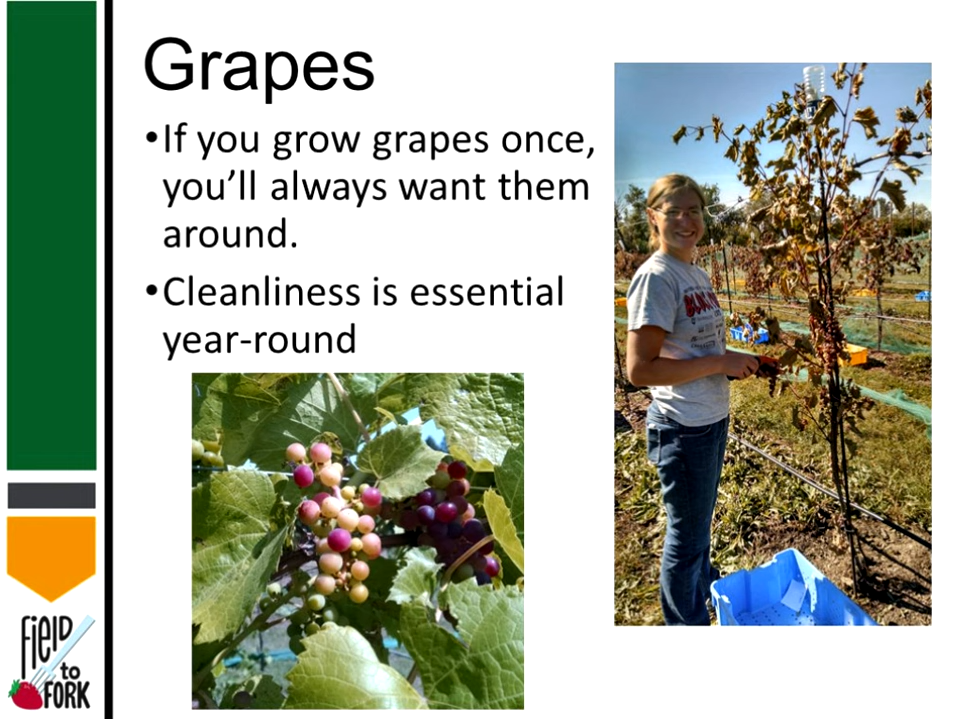 Grapes
•If you grow grapes once,
you’ll always want them
around.
•Cleanliness is essential
year-round
FiElD
to
FORK